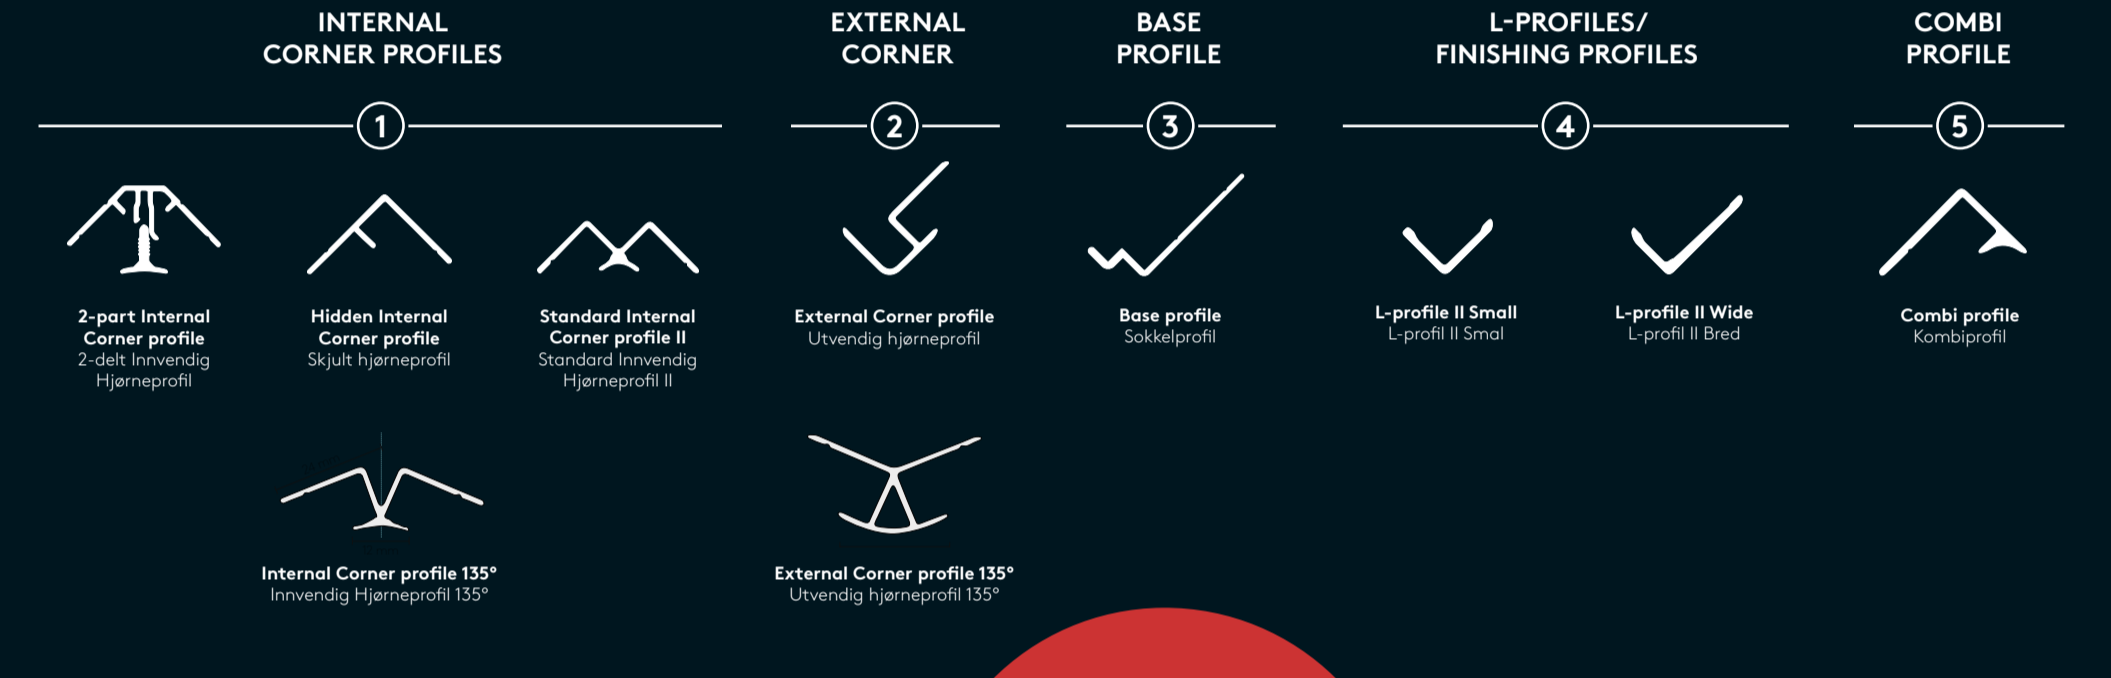 INTERNAL
CORNER PROFILES
1
2-part Internal
Corner profile
2-delt Innvendig
Hjørneprofil
Hidden Internal
Corner profile
Skjult hjørneprofil
Standard Internal
Corner profile II
Standard Innvendig
Hjørneprofil II
Internal Corner profile 135°
Innvendig Hjørneprofil 135°
EXTERNAL
CORNER
2
External Corner profile
Utvendig hjørneprofil
External Corner profile 135°
Utvendig hjørneprofil 135°
BASE
PROFILE
3
Base profile
Sokkelprofil
L-PROFILES/
FINISHING PROFILES
4
L-profile II Small
L-profil II Smal
L-profile II Wide
L-profil II Bred
COMBI
PROFILE
5
Combi profile
Kombiprofil